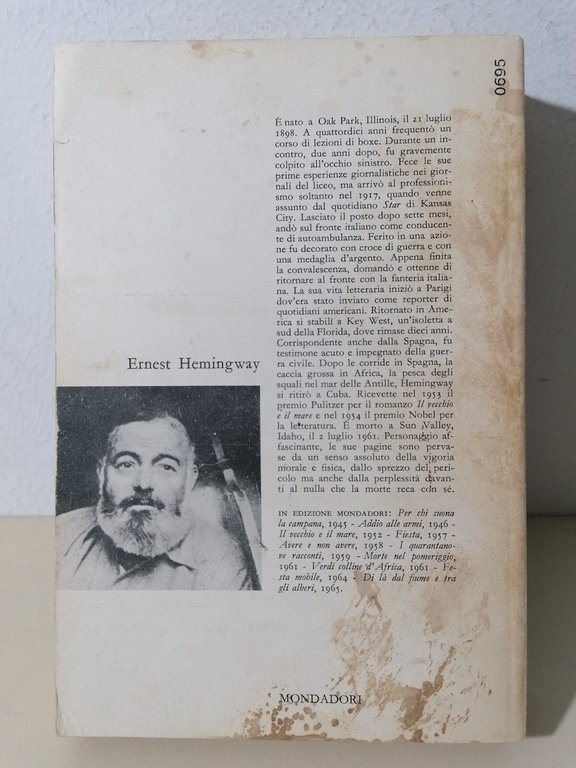 0695
È nato a Oak Park, Illinois, il 21 luglio
1898. A quattordici anni frequentò un
corso di lezioni di boxe. Durante un in-
contro, due anni dopo, fu gravemente
colpito all'occhio sinistro. Fece le sue
prime esperienze giornalistiche nei gior-
nali del liceo, ma arrivò al professioni-
smo soltanto nel 1917, quando venne
assunto dal quotidiano Star di Kansas
City. Lasciato il posto dopo sette mesi,
andò sul fronte italiano come conducen-
te di autoambulanza. Ferito in una azio-
ne fu decorato con croce di guerra e con
una medaglia d'argento. Appena finita
la convalescenza, domandò e ottenne di
ritornare al fronte con la fanteria italia-
na. La sua vita letteraria iniziò a Parigi
dov'era stato inviato come reporter di
quotidiani americani. Ritornato in Ame-
rica si stabilì a Key West, un'isoletta a
sud della Florida, dove rimase dieci anni.
Corrispondente anche dalla Spagna, fu
testimone acuto e impegnato della guer-
ra civile. Dopo le corride in Spagna, la
caccia grossa in Africa, la pesca degli
squali nel mar delle Antille, Hemingway
si ritirò a Cuba. Ricevette nel 1953 il
premio Pulitzer per il romanzo Il vecchio
e il mare e nel 1954 il premio Nobel per
la letteratura. È morto a Sun Valley,
Idaho, il 2 luglio 1961. Personaggio af-
fascinante, le sue pagine sono perva-
se da un senso assoluto della vigoria
morale e fisica, dallo sprezzo del peri-
colo ma anche dalla perplessità davan-
ti al nulla che la morte reca con sé.
IN EDIZIONE MONDADORI: Per chi suona
la campana, 1945 - Addio alle armi, 1946 -
Il vecchio e il mare, 1952 - Fiesta, 1957 -
Avere e non avere, 1958 - I quarantano-
ve racconti, 1959 - Morte nel pomeriggio,
1961 - Verdi colline d'Africa, 1961 - Fe-
sta mobile, 1964 - Di là dal fiume e tra
gli alberi, 1965.
Ernest Hemingway
MONDADORI